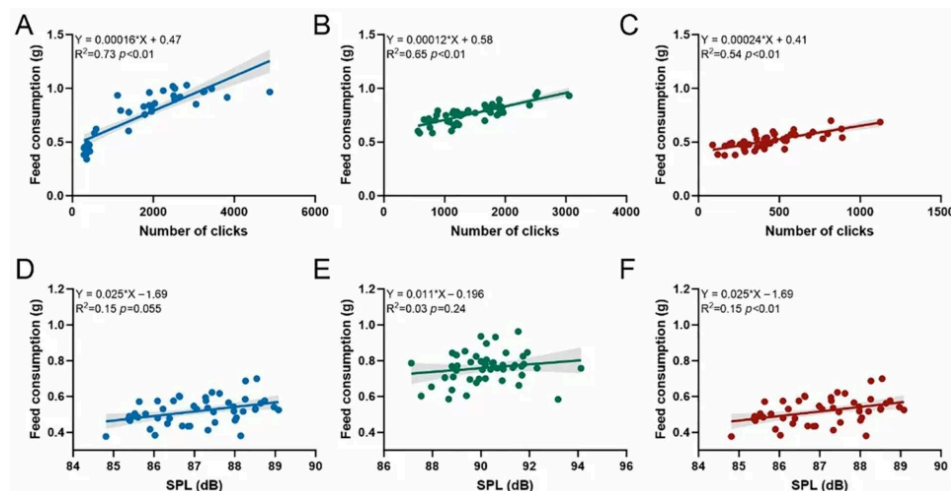 A
Y = 0.00016*X + 0.47
R²=0.73 p<0.01
Feed consumption (g)
1.5
1.0
0.5
0.0
0 2000 4000 6000
Number of clicks
B
Y = 0.00012*X + 0.58
R²=0.65 p<0.01
Feed consumption (g)
1.5
1.0
0.5
0.0
0 1000 2000 3000 4000
Number of clicks
C
Y = 0.00024*X + 0.41
R²=0.54 p<0.01
Feed consumption (g)
1.5
1.0
0.5
0.0
0 500 1000 1500
Number of clicks
D
Y = 0.025*X − 1.69
R²=0.15 p=0.055
Feed consumption (g)
1.2
1.0
0.8
0.6
0.4
84 85 86 87 88 89 90
SPL (dB)
E
Y = 0.011*X − 0.196
R²=0.03 p=0.24
Feed consumption (g)
1.2
1.0
0.8
0.6
0.4
86 88 90 92 94 96
SPL (dB)
F
Y = 0.025*X − 1.69
R²=0.15 p<0.01
Feed consumption (g)
1.2
1.0
0.8
0.6
0.4
84 85 86 87 88 89 90
SPL (dB)